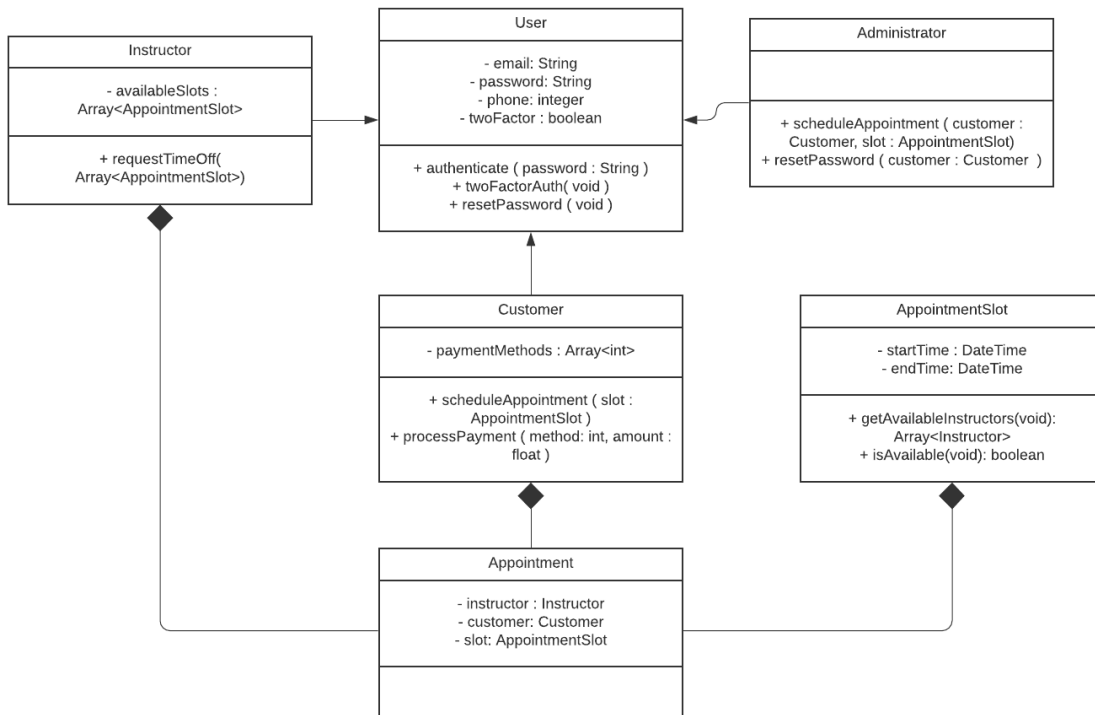 Instructor
- availableSlots :
Array<AppointmentSlot>
+ requestTimeOff(
Array<AppointmentSlot>)
User
- email: String
- password: String
- phone: integer
- twoFactor : boolean
+ authenticate ( password : String )
+ twoFactorAuth( void )
+ resetPassword ( void )
Administrator
+ scheduleAppointment ( customer :
Customer, slot : AppointmentSlot)
+ resetPassword ( customer : Customer )
Customer
- paymentMethods : Array<int>
+ scheduleAppointment ( slot :
AppointmentSlot )
+ processPayment ( method: int, amount :
float )
AppointmentSlot
- startTime : DateTime
- endTime: DateTime
+ getAvailableInstructors(void):
Array<Instructor>
+ isAvailable(void): boolean
Appointment
- instructor : Instructor
- customer: Customer
- slot: AppointmentSlot